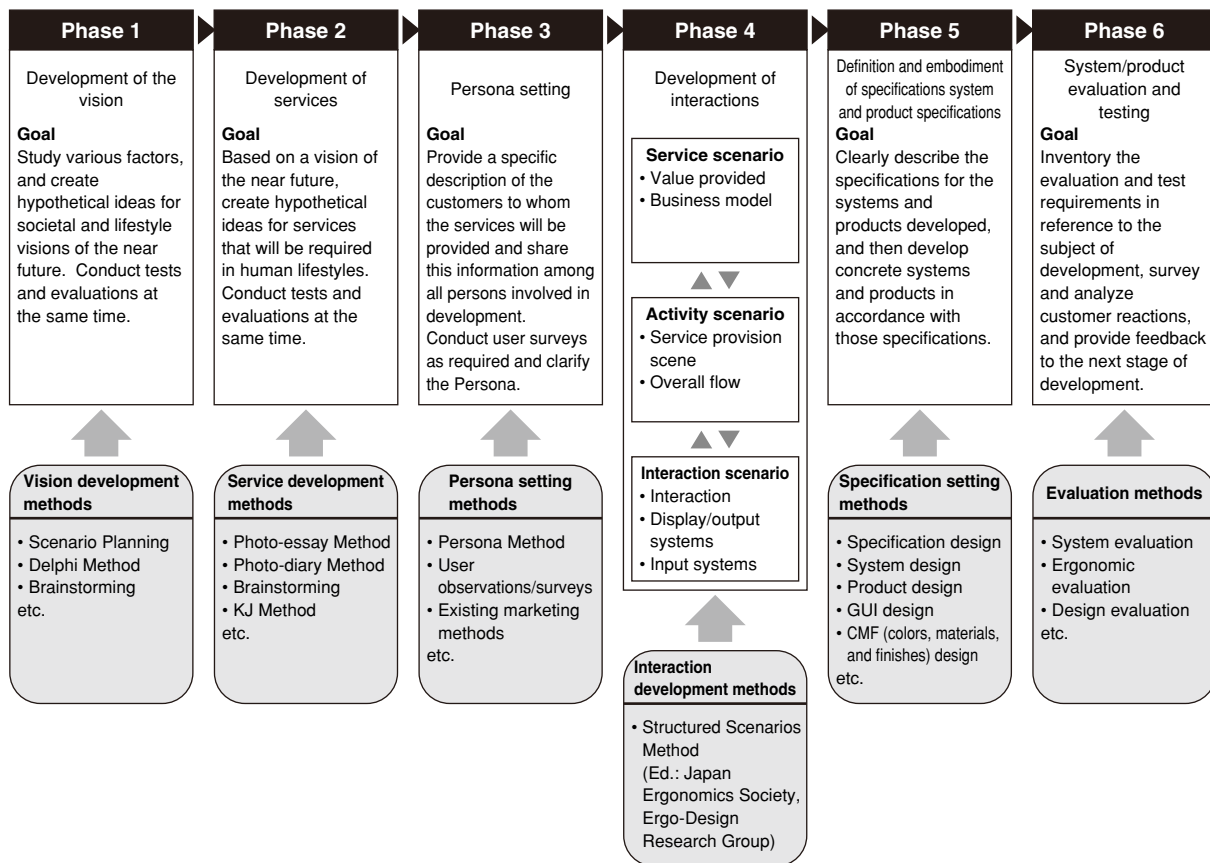 Phase 1
Development of the
vision
Goal
Study various factors,
and create
hypothetical ideas for
societal and lifestyle
visions of the near
future.  Conduct tests
and evaluations at
the same time.
Vision development
methods
• Scenario Planning
• Delphi Method
• Brainstorming
etc.
Phase 2
Development of
services
Goal
Based on a vision of
the near future,
create hypothetical
ideas for services
that will be required
in human lifestyles.
Conduct tests and
evaluations at the
same time.
Service development
methods
• Photo-essay Method
• Photo-diary Method
• Brainstorming
• KJ Method
etc.
Phase 3
Persona setting
Goal
Provide a specific
description of the
customers to whom
the services will be
provided and share
this information among
all persons involved in
development.
Conduct user surveys
as required and clarify
the Persona.
Persona setting
methods
• Persona Method
• User
observations/surveys
• Existing marketing
methods
etc.
Phase 4
Development of
interactions
Service scenario
• Value provided
• Business model
Activity scenario
• Service provision
scene
• Overall flow
Interaction scenario
• Interaction
• Display/output
systems
• Input systems
Interaction
development methods
• Structured Scenarios
Method
(Ed.: Japan
Ergonomics Society,
Ergo-Design
Research Group)
Phase 5
Definition and embodiment
of specifications system
and product specifications
Goal
Clearly describe the
specifications for the
systems and
products developed,
and then develop
concrete systems
and products in
accordance with
those specifications.
Specification setting
methods
• Specification design
• System design
• Product design
• GUI design
• CMF (colors, materials,
and finishes) design
etc.
Phase 6
System/product
evaluation and
testing
Goal
Inventory the
evaluation and test
requirements in
reference to the
subject of
development, survey
and analyze
customer reactions,
and provide feedback
to the next stage of
development.
Evaluation methods
• System evaluation
• Ergonomic
evaluation
• Design evaluation
etc.